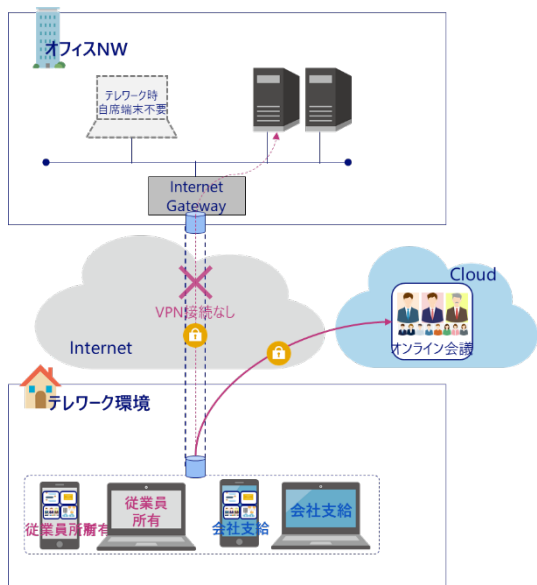 オフィスNW
テレワーク時
自席端末不要
Internet
Gateway
VPN接続なし
Cloud
Internet
オンライン会議
テレワーク環境
従業員
所有
従業員所有
会社支給
会社支給